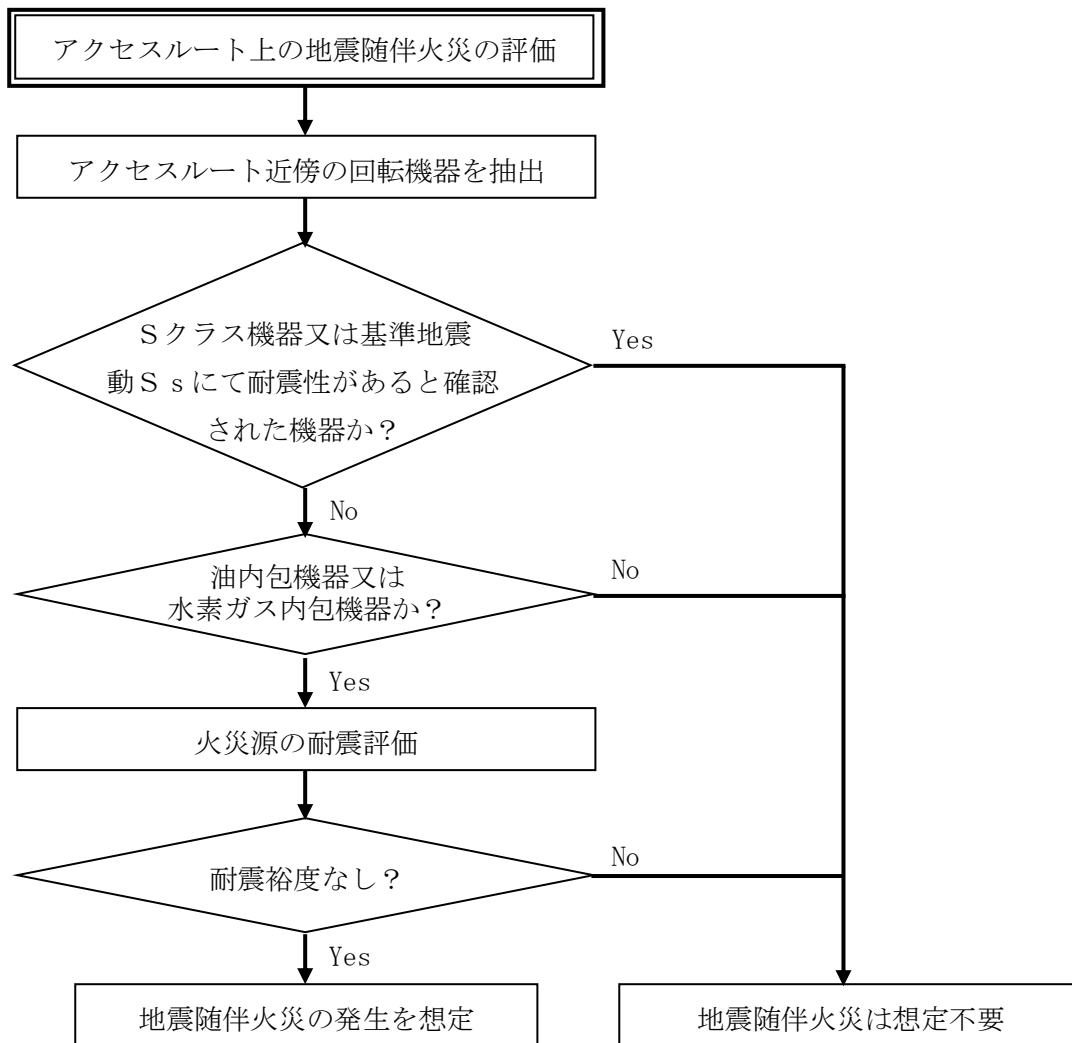 アクセスルート上の地震随伴火災の評価
アクセスルート近傍の回転機器を抽出
Ｓクラス機器又は基準地震
動Ｓｓにて耐震性があると確認
された機器か？
Yes
No
油内包機器又は
水素ガス内包機器か？
No
Yes
火災源の耐震評価
耐震裕度なし？
No
Yes
地震随伴火災の発生を想定
地震随伴火災は想定不要